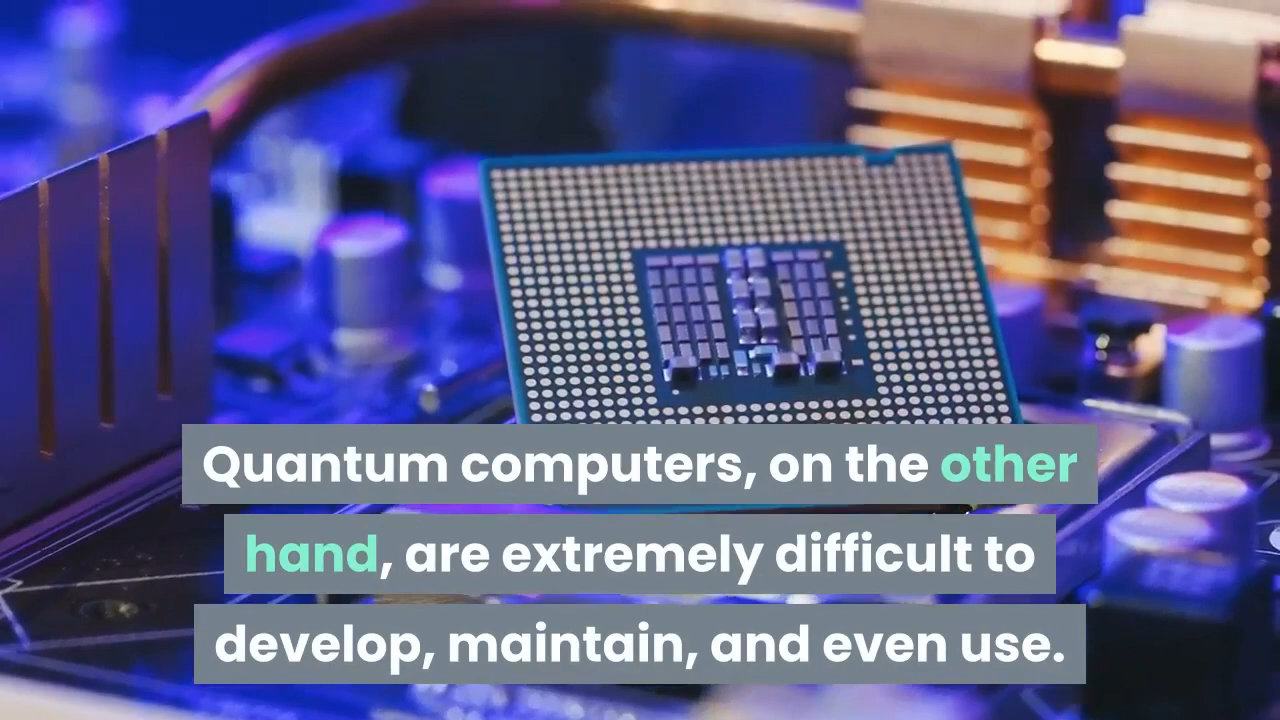 Quantum computers, on the other
hand, are extremely difficult to
develop, maintain, and even use.